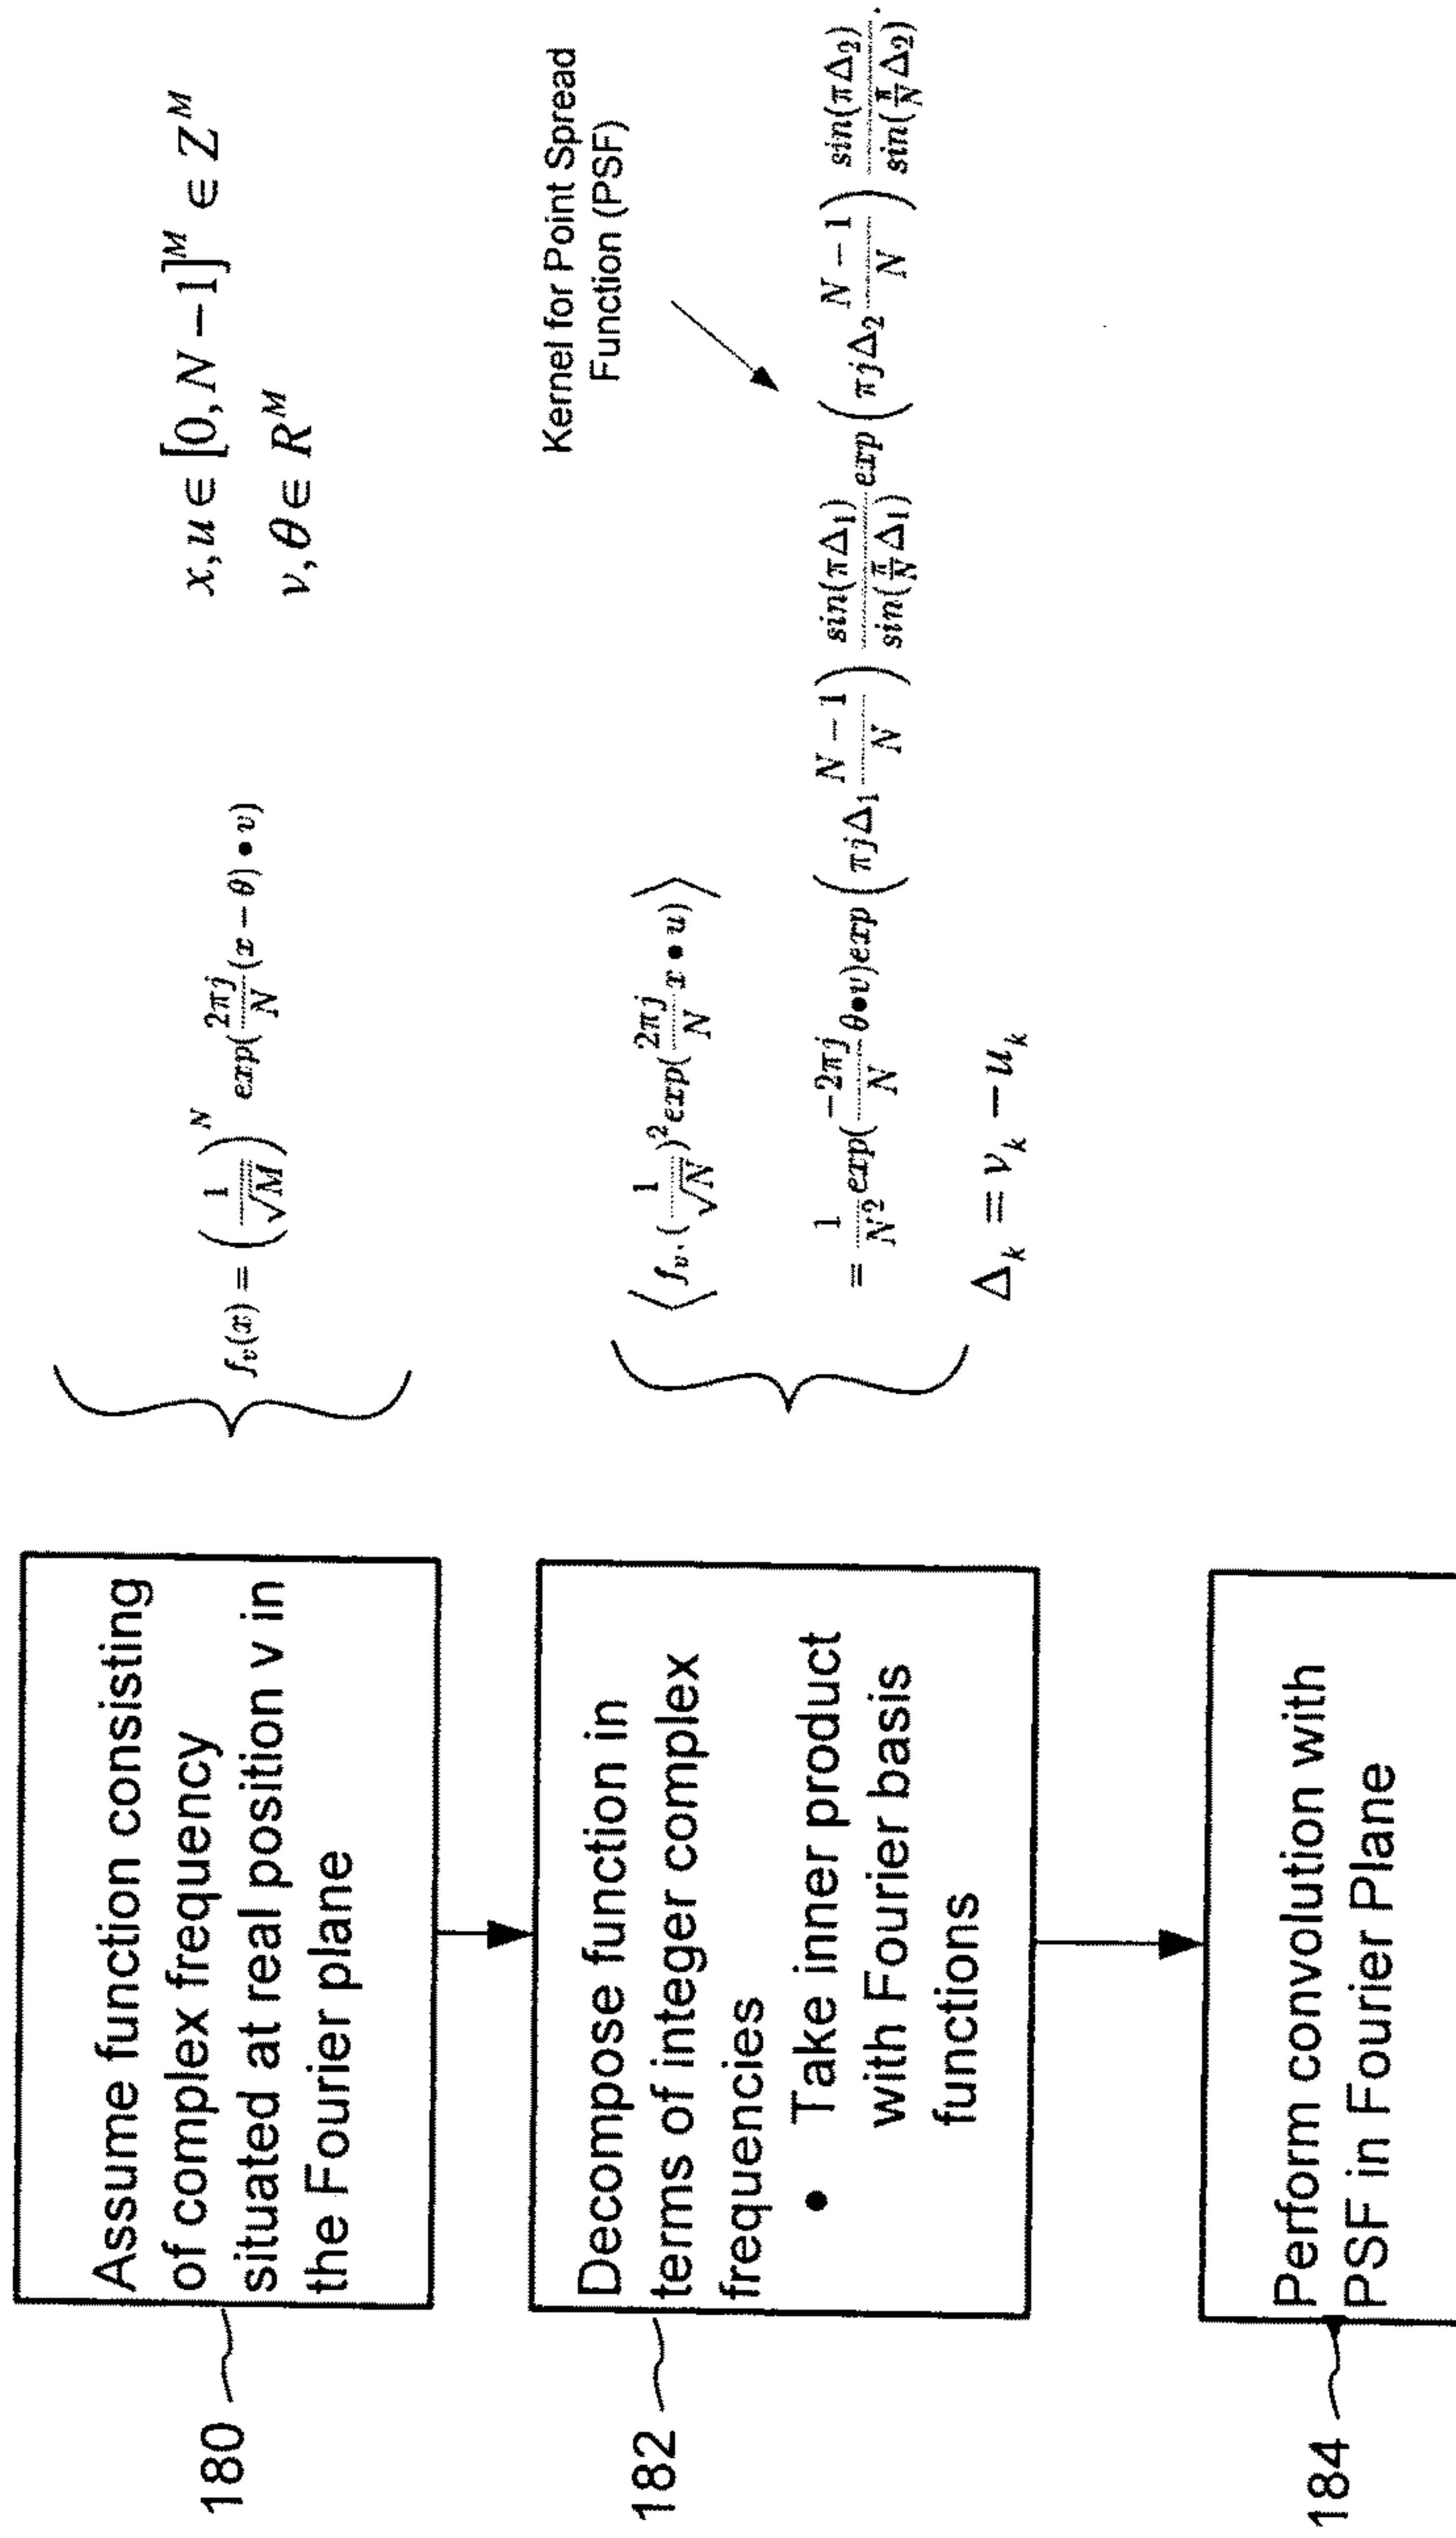 180
Assume function consisting
of complex frequency
situated at real position v in
the Fourier plane
f_v(x) = ( 1/√M )^N exp( 2πj/N (x − θ) • v)
x, u ∈ [0, N − 1]^M ∈ Z^M
v, θ ∈ R^M
182
Decompose function in
terms of integer complex
frequencies
• Take inner product
with Fourier basis
functions
⟨ f_v, ( 1/√N )^2 exp( 2πj/N x • u) ⟩
Kernel for Point Spread
Function (PSF)
= 1/N^2 exp( −2πj/N θ•v) exp ( πjΔ_1 N − 1/N ) sin(πΔ_1)/sin(π/N Δ_1) exp ( πjΔ_2 N − 1/N ) sin(πΔ_2)/sin(π/N Δ_2) .
Δ_k = v_k − u_k
184
Perform convolution with
PSF in Fourier Plane